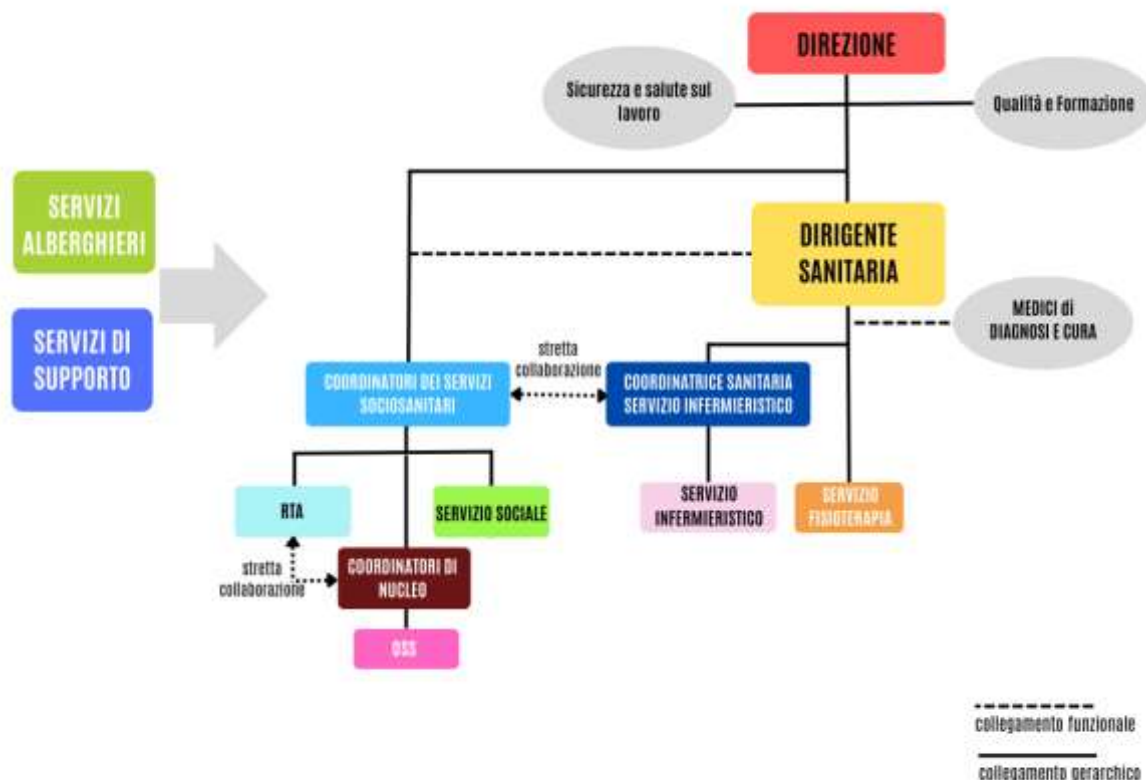 DIREZIONE
Sicurezza e salute sul
lavoro
Qualità e Formazione
SERVIZI
ALBERGHIERI
DIRIGENTE
SANITARIA
SERVIZI DI
SUPPORTO
MEDICI di
DIAGNOSI E CURA
stretta
collaborazione
COORDINATORI DEI SERVIZI
SOCIOSANITARI
COORDINATRICE SANITARIA
SERVIZIO INFERMIERISTICO
RTA
SERVIZIO SOCIALE
SERVIZIO
INFERMIERISTICO
SERVIZIO
FISIOTERAPIA
stretta
collaborazione
COORDINATORI DI
NUCLEO
OSS
collegamento funzionale
collegamento gerarchico